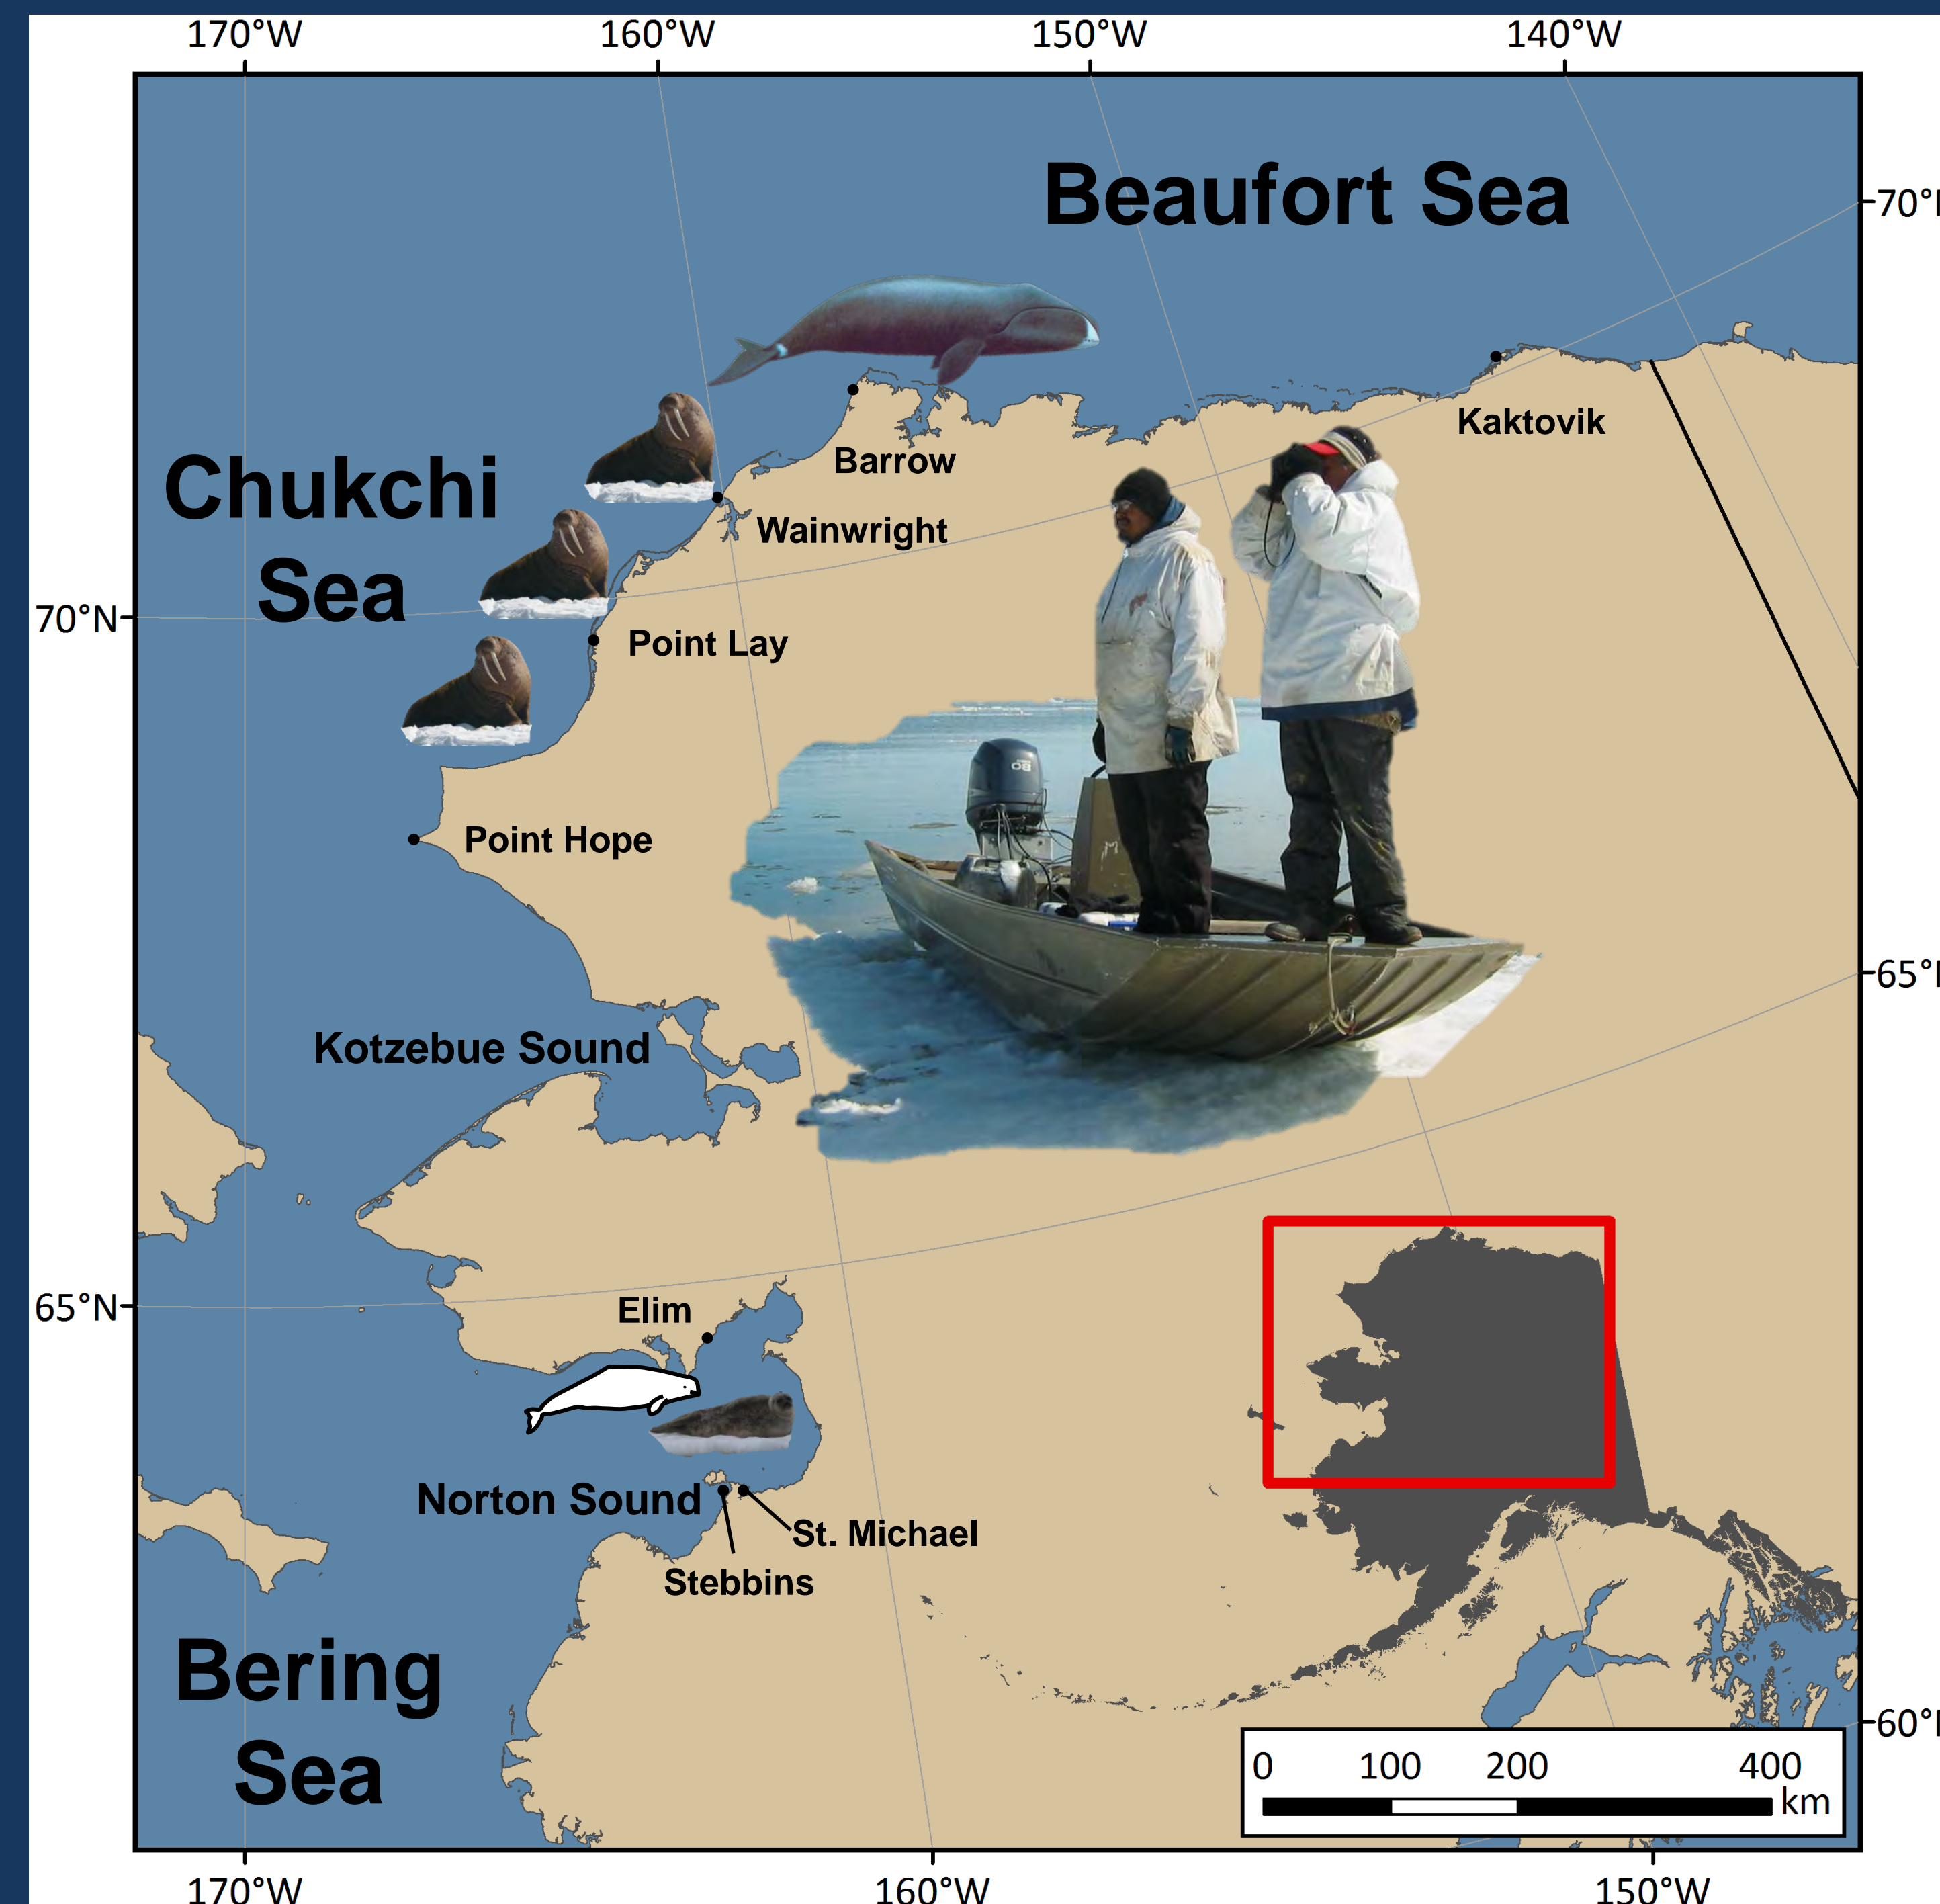 170°W 160°W 150°W 140°W
Beaufort Sea
70°N
Kaktovik
Barrow
Chukchi
Sea
Wainwright
70°N
Point Lay
Point Hope
65°N
Kotzebue Sound
65°N
Elim
Norton Sound
St. Michael
Stebbins
Bering
Sea
60°N
0 100 200 400
km
170°W 160°W 150°W